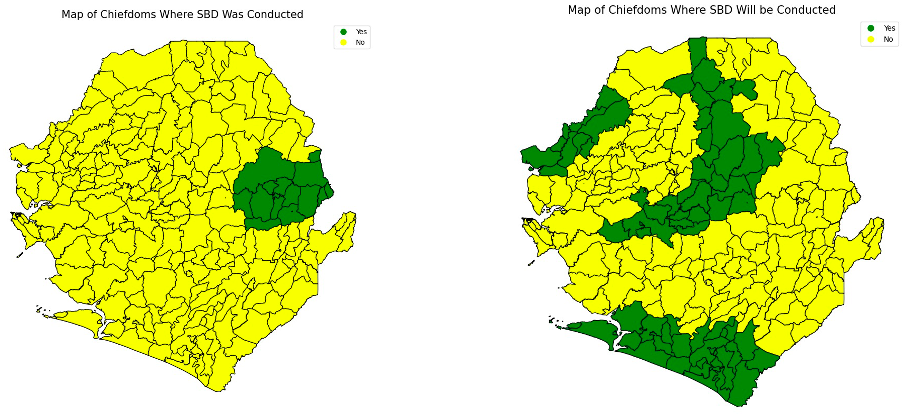 Map of Chiefdoms Where SBD Was Conducted
Yes
No
Map of Chiefdoms Where SBD Will be Conducted
Yes
No